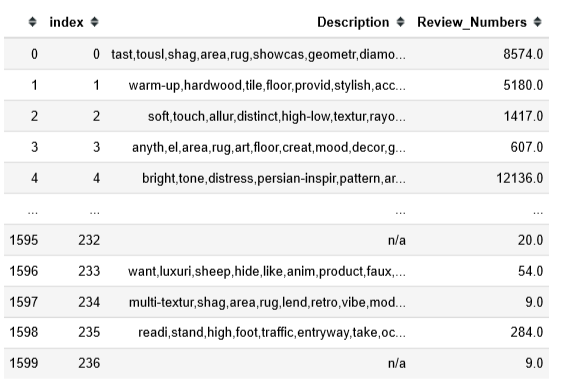 index Description Review_Numbers
0 0 tast,tousl,shag,area,rug,showcas,geometr,diamo... 8574.0
1 1 warm-up,hardwood,tile,floor,provid,stylish,acc... 5180.0
2 2 soft,touch,allur,distinct,high-low,textur,rayo... 1417.0
3 3 anyth,el,area,rug,art,floor,creat,mood,decor,g... 607.0
4 4 bright,tone,distress,persian-inspir,pattern,ar... 12136.0
... ... ... ...
1595 232 n/a 20.0
1596 233 want,luxuri,sheep,hide,like,anim,product,faux,... 54.0
1597 234 multi-textur,shag,area,rug,lend,retro,vibe,mod... 9.0
1598 235 readi,stand,high,foot,traffic,entryway,take,oc... 284.0
1599 236 n/a 9.0